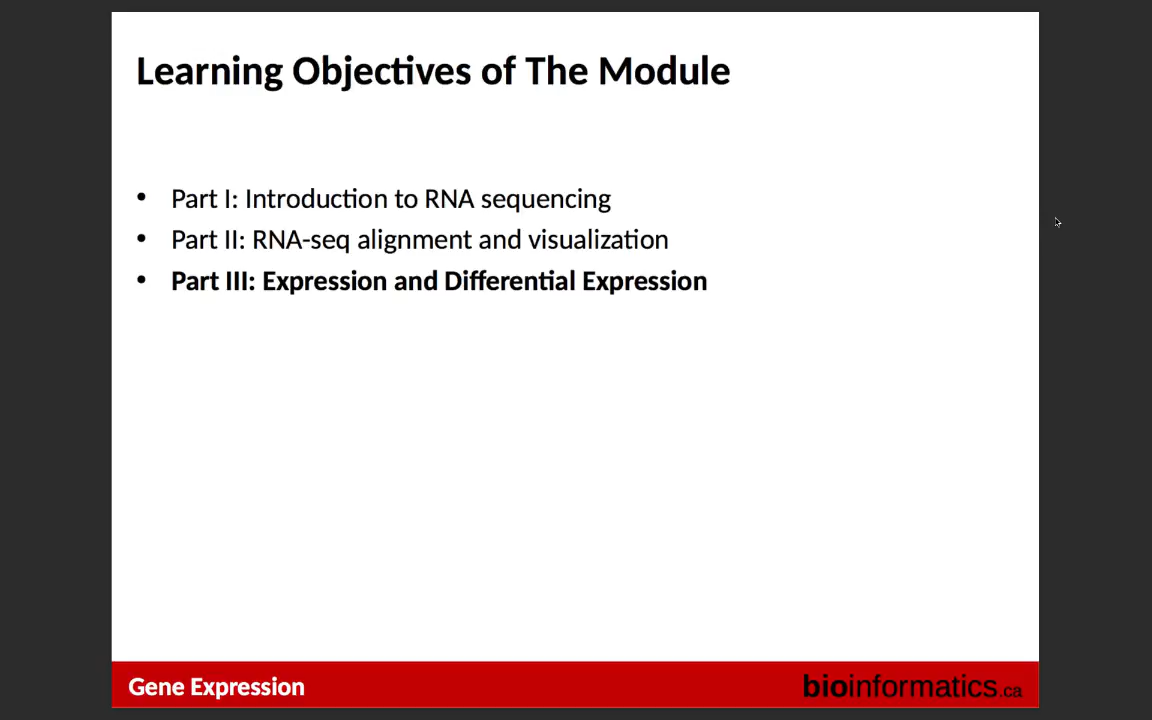 Learning Objectives of The Module
• Part I: Introduction to RNA sequencing
• Part II: RNA-seq alignment and visualization
• Part III: Expression and Differential Expression
Gene Expression
bioinformatics.ca